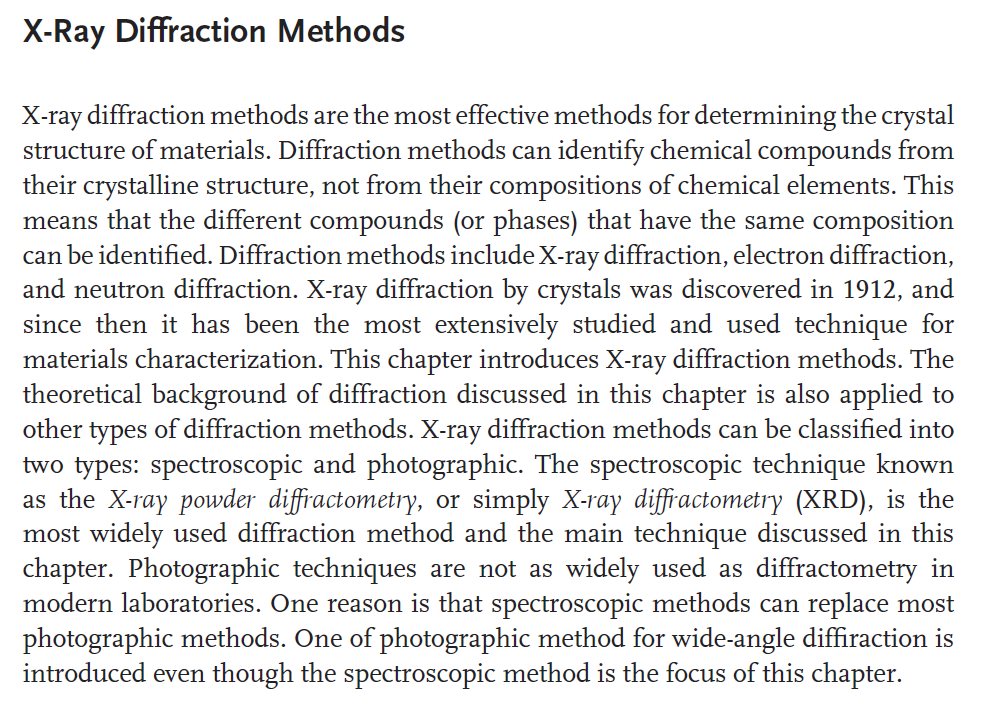 X-Ray Diffraction Methods
X-ray diffraction methods are the most effective methods for determining the crystal
structure of materials. Diffraction methods can identify chemical compounds from
their crystalline structure, not from their compositions of chemical elements. This
means that the different compounds (or phases) that have the same composition
can be identified. Diffraction methods include X-ray diffraction, electron diffraction,
and neutron diffraction. X-ray diffraction by crystals was discovered in 1912, and
since then it has been the most extensively studied and used technique for
materials characterization. This chapter introduces X-ray diffraction methods. The
theoretical background of diffraction discussed in this chapter is also applied to
other types of diffraction methods. X-ray diffraction methods can be classified into
two types: spectroscopic and photographic. The spectroscopic technique known
as the X-ray powder diffractometry, or simply X-ray diffractometry (XRD), is the
most widely used diffraction method and the main technique discussed in this
chapter. Photographic techniques are not as widely used as diffractometry in
modern laboratories. One reason is that spectroscopic methods can replace most
photographic methods. One of photographic method for wide-angle diffiraction is
introduced even though the spectroscopic method is the focus of this chapter.